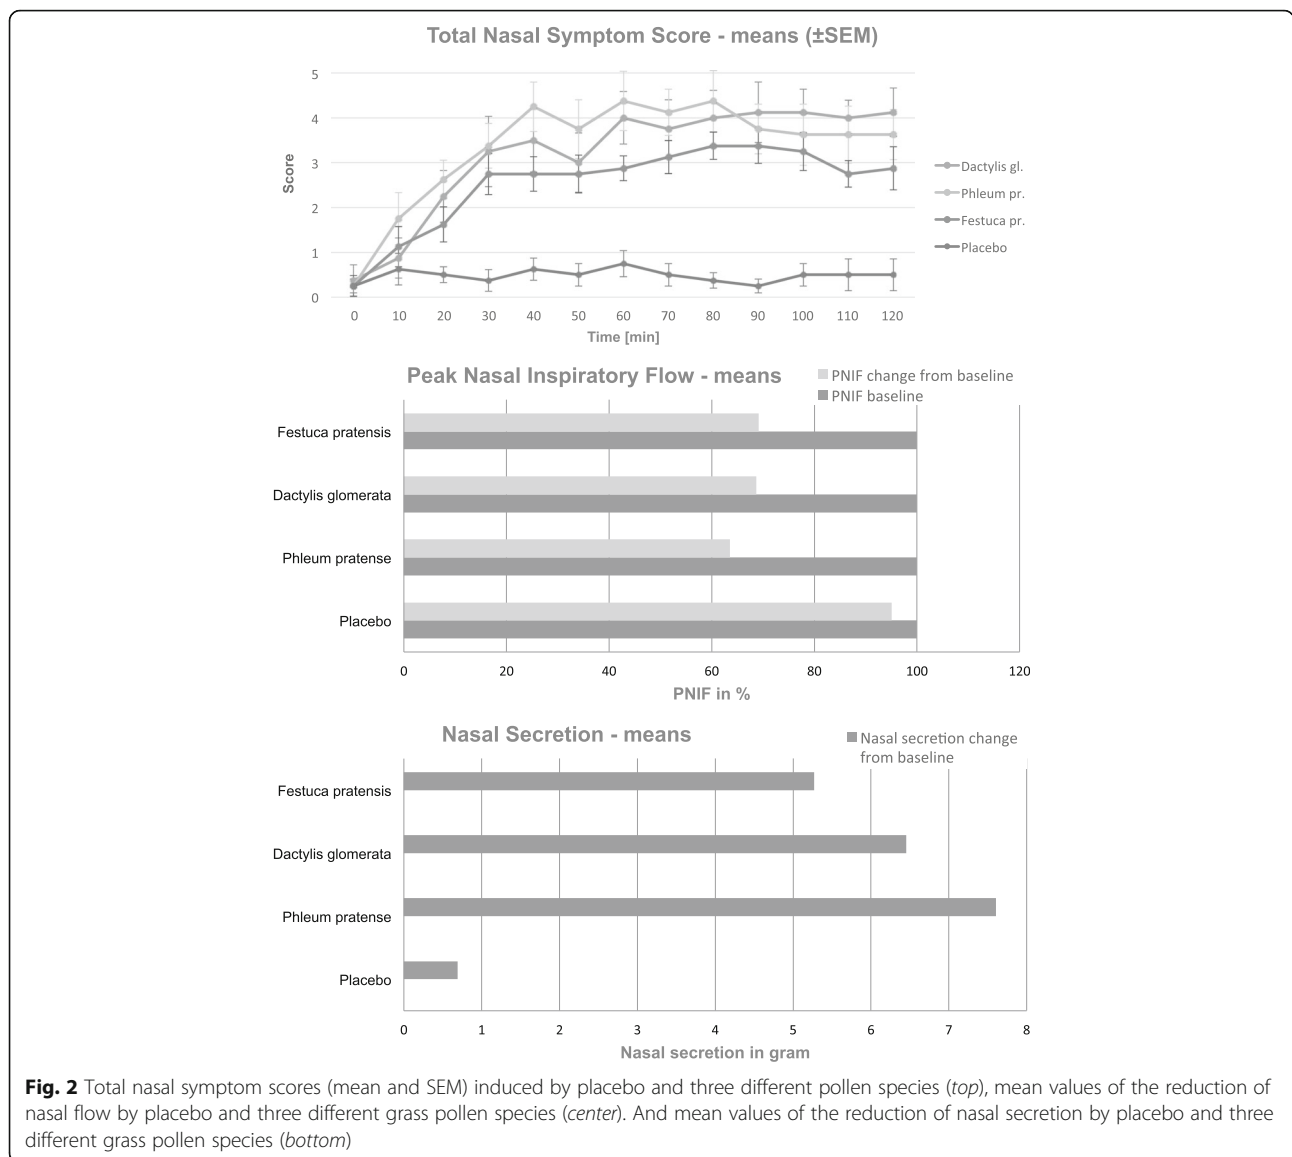 Total Nasal Symptom Score - means (±SEM)
5
4
3
2
1
0
Score
0 10 20 30 40 50 60 70 80 90 100 110 120
Time [min]
Dactylis gl.
Phleum pr.
Festuca pr.
Placebo
Peak Nasal Inspiratory Flow - means
PNIF change from baseline
PNIF baseline
Festuca pratensis
Dactylis glomerata
Phleum pratense
Placebo
0 20 40 60 80 100 120
PNIF in %
Nasal Secretion - means
Nasal secretion change
from baseline
Festuca pratensis
Dactylis glomerata
Phleum pratense
Placebo
0 1 2 3 4 5 6 7 8
Nasal secretion in gram
Fig. 2 Total nasal symptom scores (mean and SEM) induced by placebo and three different pollen species (top), mean values of the reduction of
nasal flow by placebo and three different grass pollen species (center). And mean values of the reduction of nasal secretion by placebo and three
different grass pollen species (bottom)